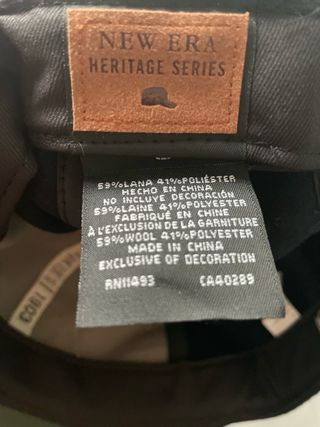 NEW ERA
HERITAGE SERIES
59%LANA 41%POLIÉSTER
HECHO EN CHINA
NO INCLUYE DECORACIÓN
59%LAINE 41%POLYESTER
FABRIQUÉ EN CHINA
À L'EXCLUSION DE LA GARNITURE
59%WOOL 41%POLYESTER
MADE IN CHINA
EXCLUSIVE OF DECORATION
RN11493 CA40289